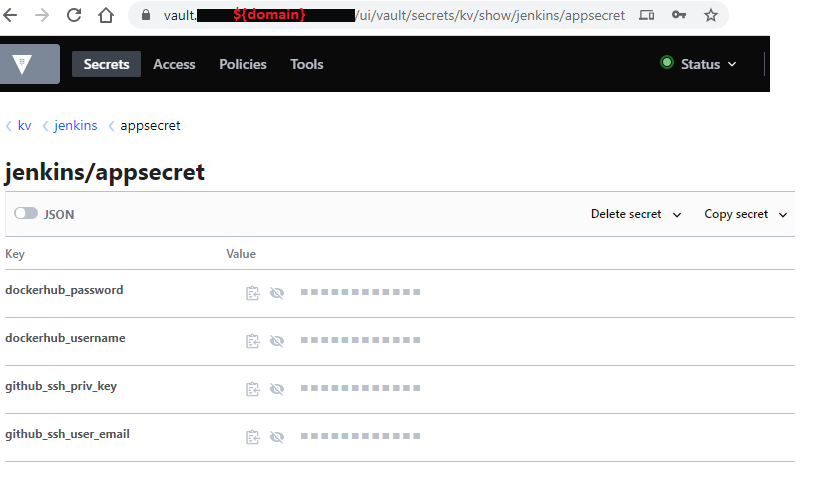 vault.${domain}/ui/vault/secrets/kv/show/jenkins/appsecret
Secrets Access Policies Tools Status
kv jenkins appsecret
jenkins/appsecret
JSON Delete secret Copy secret
Key Value
dockerhub_password
dockerhub_username
github_ssh_priv_key
github_ssh_user_email